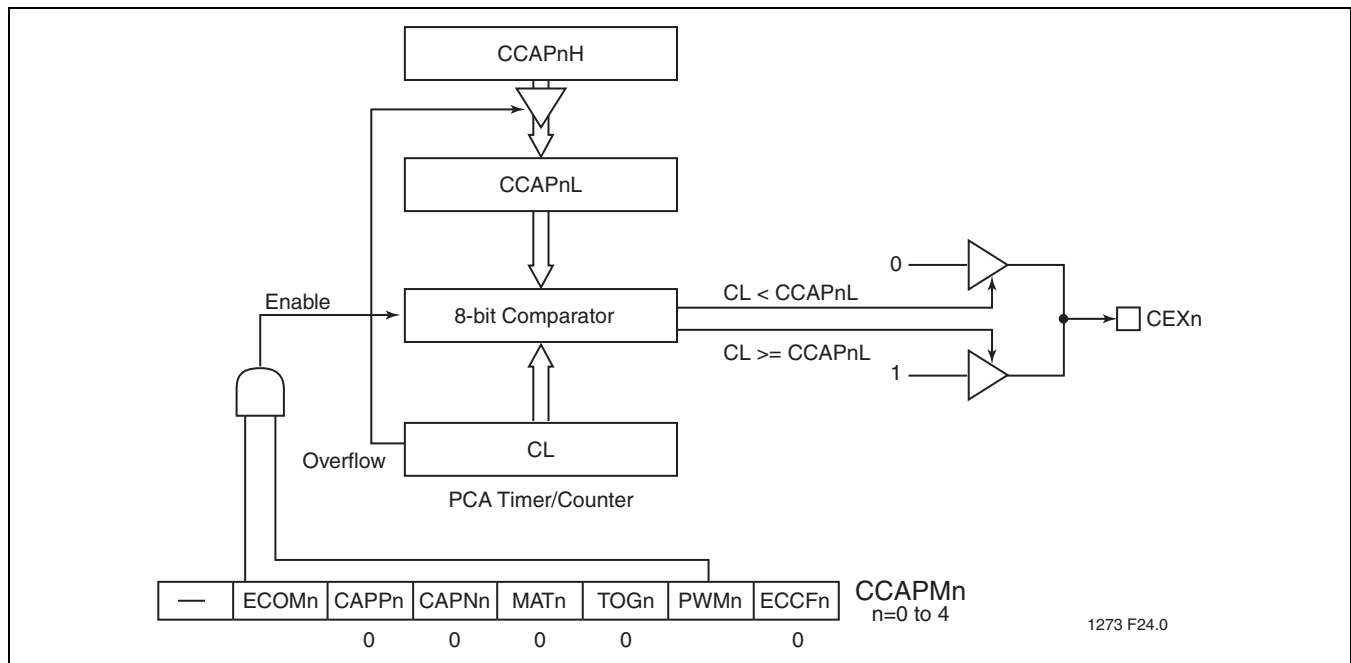 CCAPnH
CCAPnL
0
CL < CCAPnL
Enable
8-bit Comparator
CEXn
CL >= CCAPnL
1
CL
Overflow
PCA Timer/Counter
— ECOMn CAPPn CAPNn MATn TOGn PWMn ECCFn CCAPMn
n=0 to 4
0 0 0 0 0
1273 F24.0